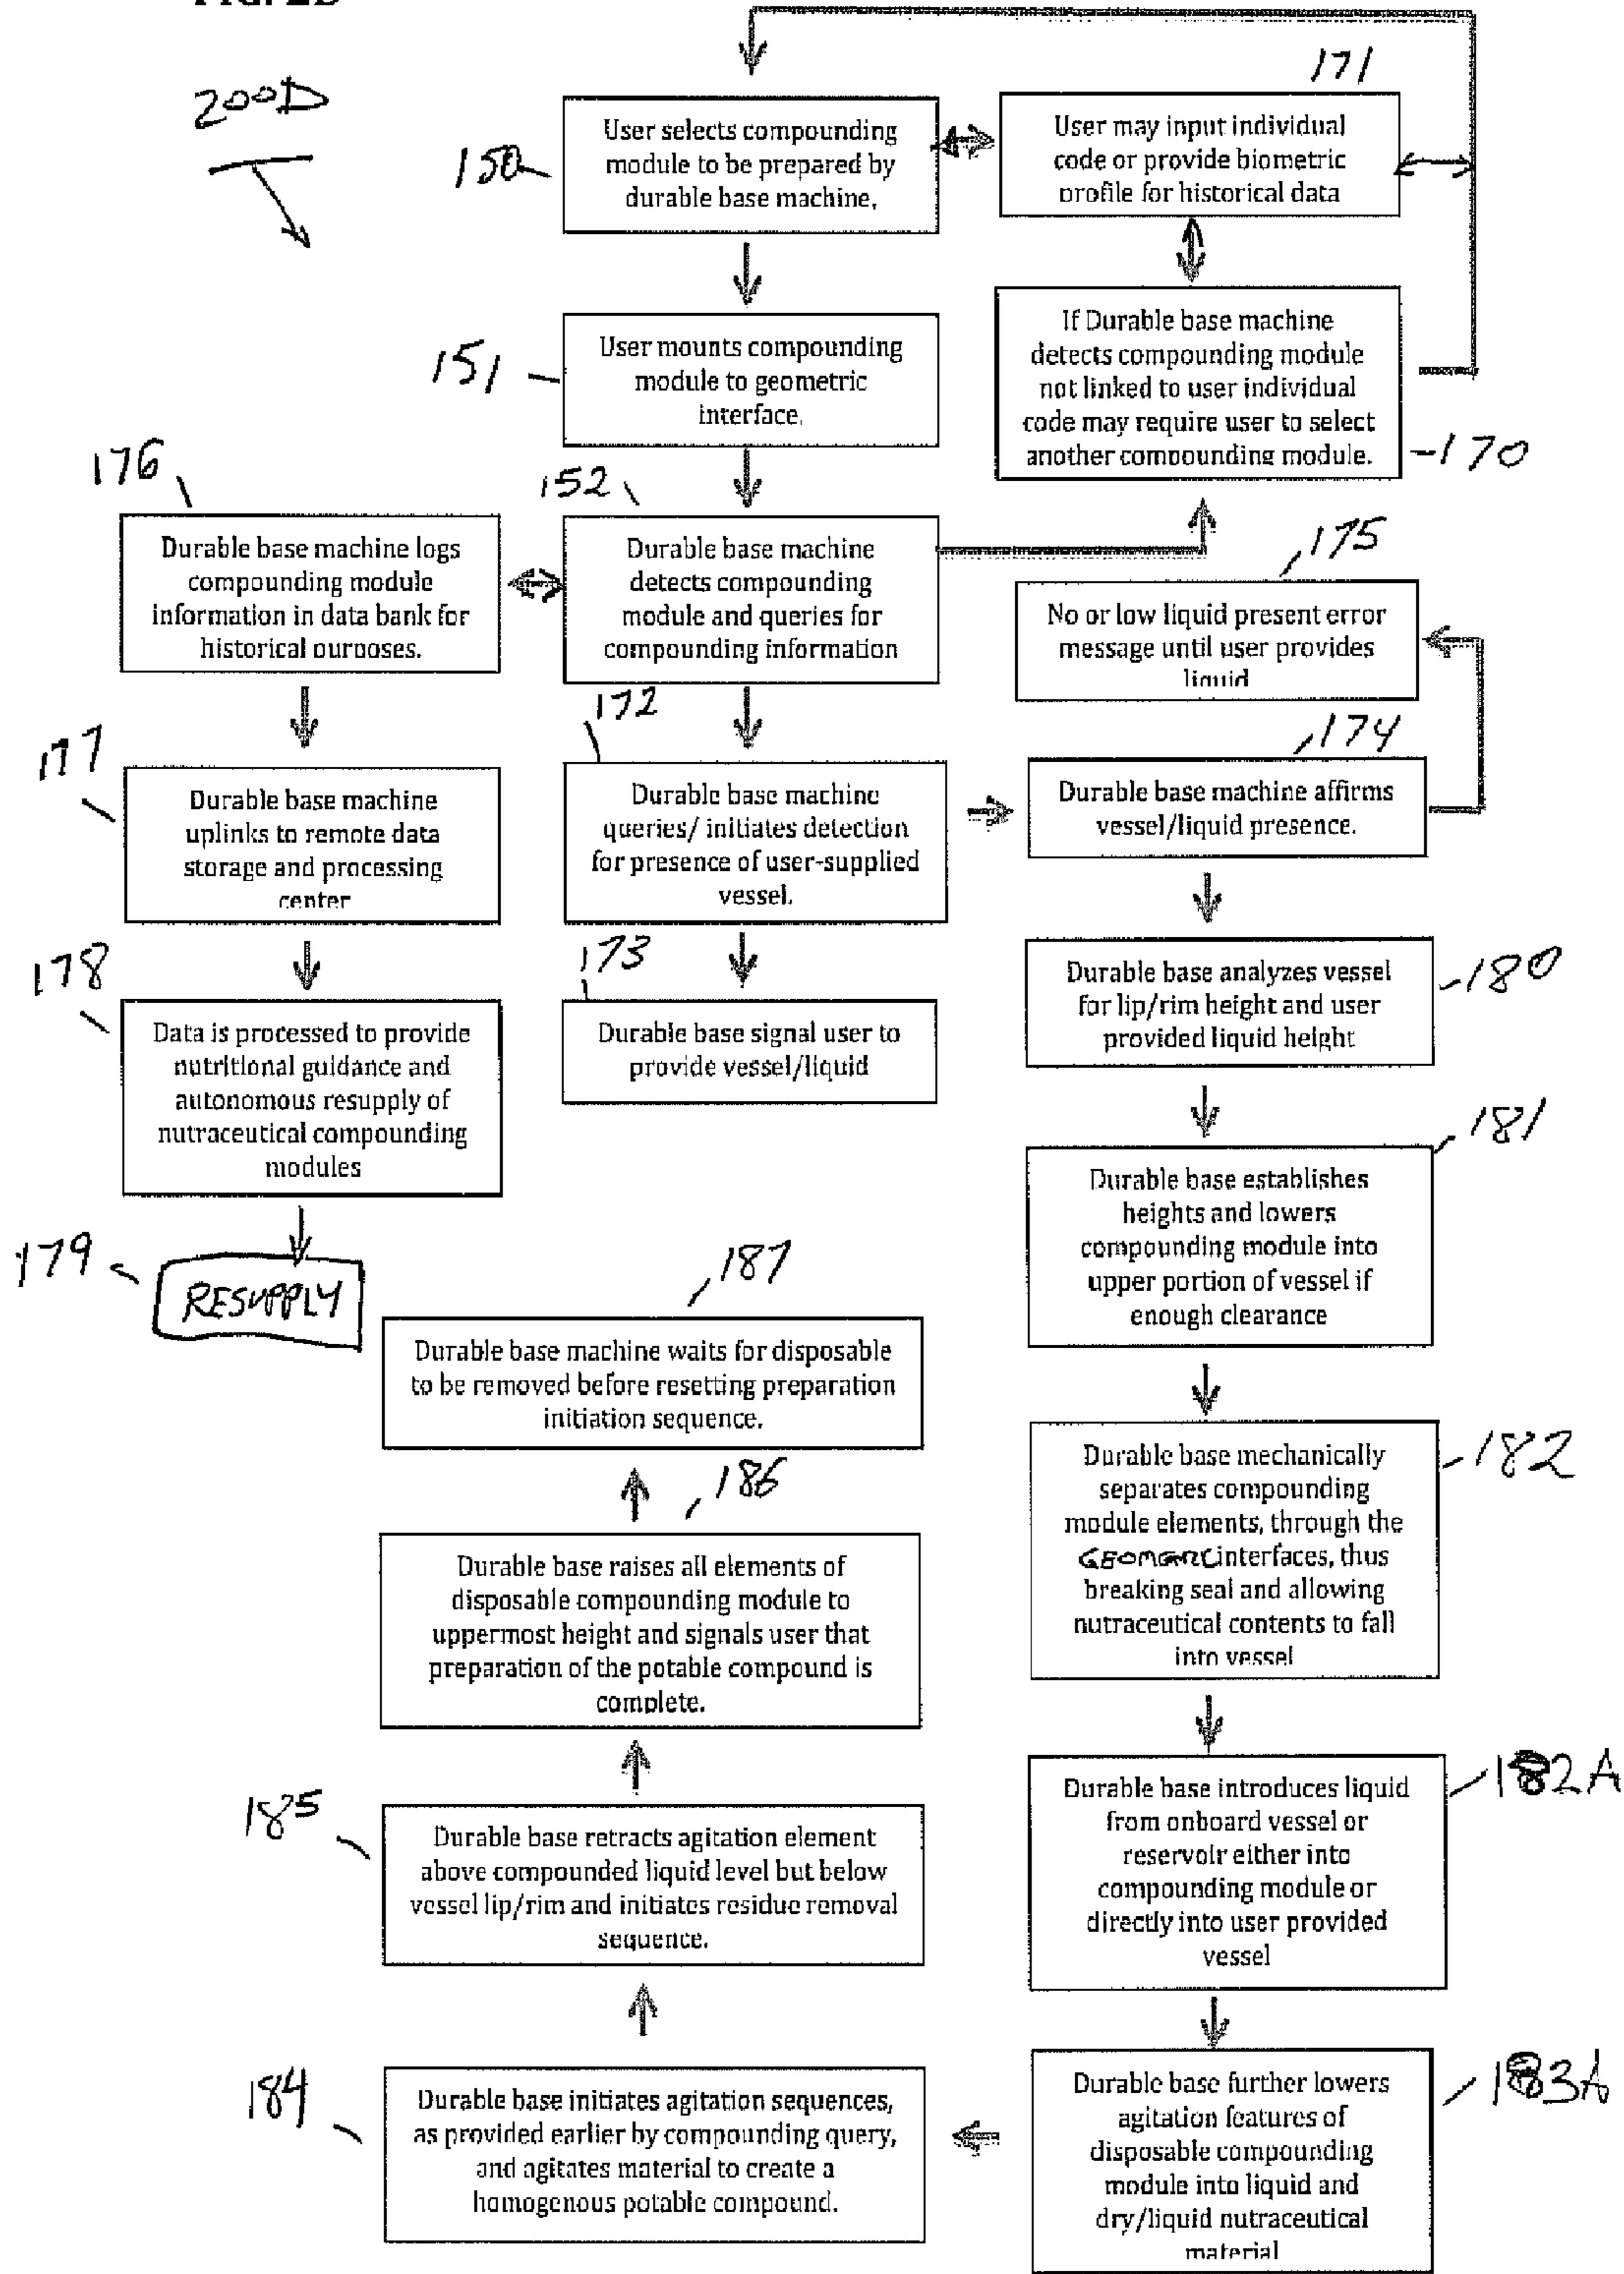 200D
171
User selects compounding
module to be prepared by
durable base machine.
150
User may input individual
code or provide biometric
profile for historical data
User mounts compounding
module to geometric
interface.
151
If Durable base machine
detects compounding module
not linked to user individual
code may require user to select
another compounding module.
170
176
Durable base machine logs
compounding module
information in data bank for
historical purposes.
152
Durable base machine
detects compounding
module and queries for
compounding information
175
No or low liquid present error
message until user provides
liquid
177
Durable base machine
uplinks to remote data
storage and processing
center
172
Durable base machine
queries/ initiates detection
for presence of user-supplied
vessel.
174
Durable base machine affirms
vessel/liquid presence.
178
Data is processed to provide
nutritional guidance and
autonomous resupply of
nutraceutical compounding
modules
173
Durable base signal user to
provide vessel/liquid
Durable base analyzes vessel
for lip/rim height and user
provided liquid height
180
179
RESUPPLY
Durable base establishes
heights and lowers
compounding module into
upper portion of vessel if
enough clearance
181
187
Durable base machine waits for disposable
to be removed before resetting preparation
initiation sequence.
Durable base mechanically
separates compounding
module elements, through the
interfaces, thus
breaking seal and allowing
nutraceutical contents to fall
into vessel
182
186
Durable base raises all elements of
disposable compounding module to
uppermost height and signals user that
preparation of the potable compound is
complete.
Durable base introduces liquid
from onboard vessel or
reservoir either into
compounding module or
directly into user provided
vessel
182A
185
Durable base retracts agitation element
above compounded liquid level but below
vessel lip/rim and initiates residue removal
sequence.
Durable base further lowers
agitation features of
disposable compounding
module into liquid and
dry/liquid nutraceutical
material
183A
184
Durable base initiates agitation sequences,
as provided earlier by compounding query,
and agitates material to create a
homogenous potable compound.